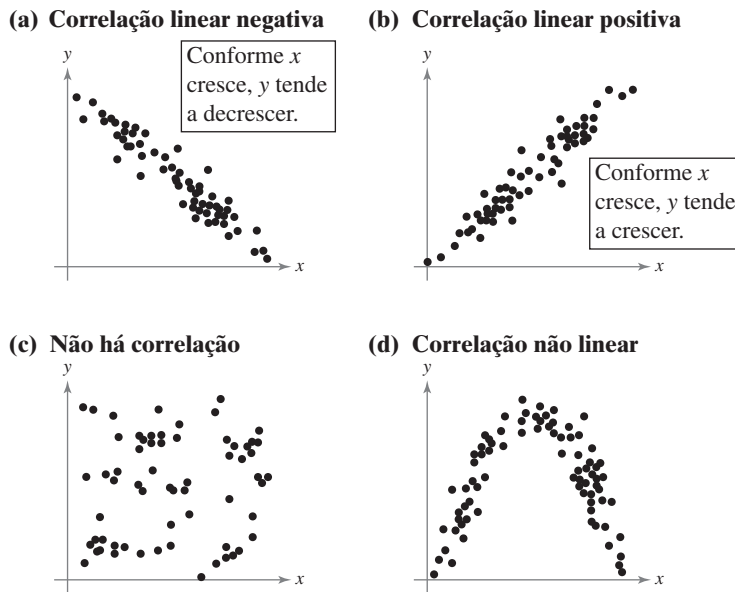 (a) Correlação linear negativa
y
Conforme x
cresce, y tende
a decrescer.
x
(b) Correlação linear positiva
y
Conforme x
cresce, y tende
a crescer.
x
(c) Não há correlação
y
x
(d) Correlação não linear
y
x